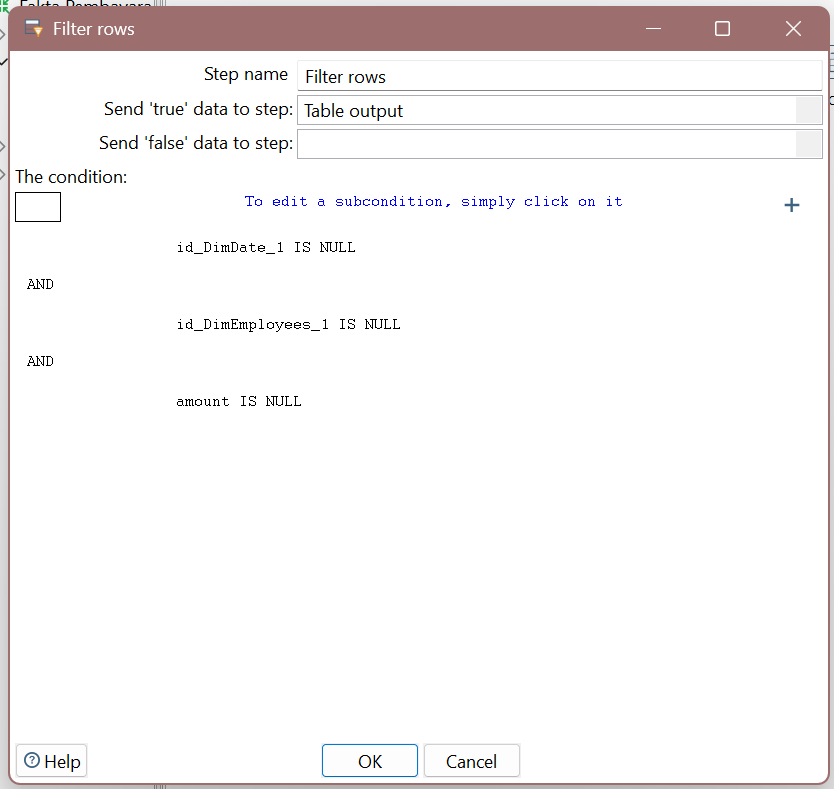 Fakta Pembayara
Filter rows
Step name Filter rows
Send 'true' data to step: Table output
Send 'false' data to step:
The condition:
To edit a subcondition, simply click on it +
id_DimDate_1 IS NULL
AND
id_DimEmployees_1 IS NULL
AND
amount IS NULL
Help OK Cancel